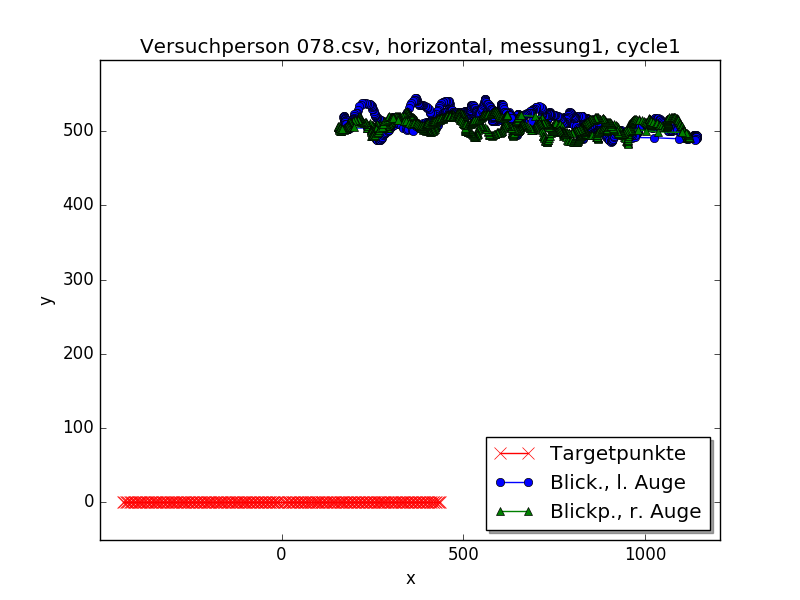 Versuchperson 078.csv, horizontal, messung1, cycle1
500
400
300
200
100
0
y
0 500 1000
x
Targetpunkte
Blick., l. Auge
Blickp., r. Auge